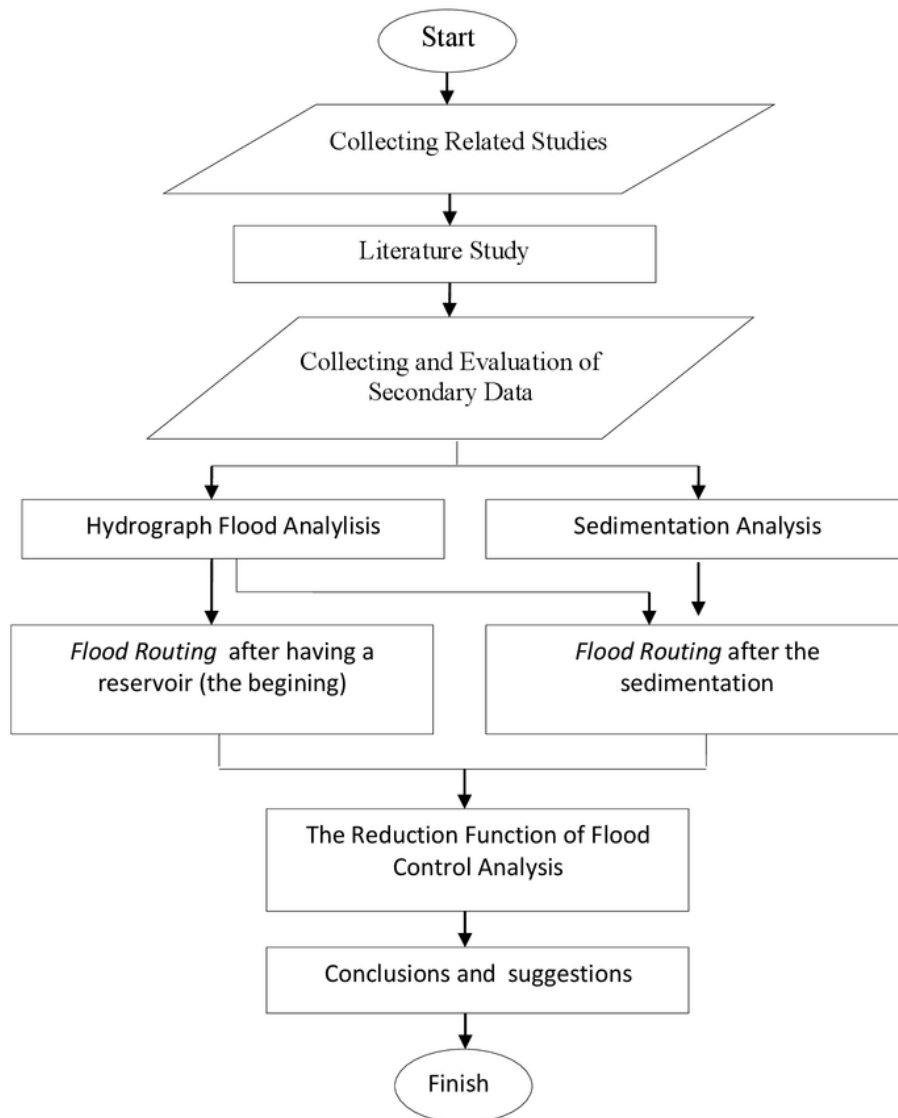 Start
Collecting Related Studies
Literature Study
Collecting and Evaluation of
Secondary Data
Hydrograph Flood Analylisis
Sedimentation Analysis
Flood Routing after having a
reservoir (the begining)
Flood Routing after the
sedimentation
The Reduction Function of Flood
Control Analysis
Conclusions and suggestions
Finish